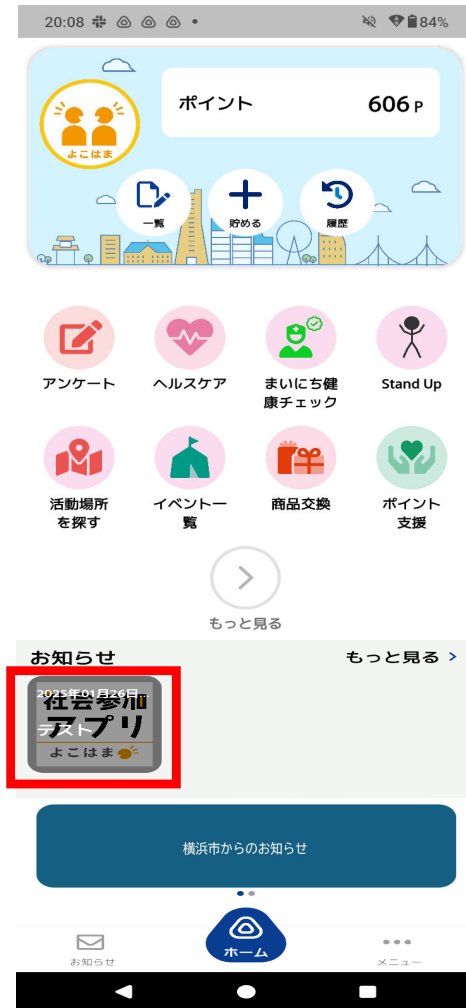 20:08
84%
ポイント 606 P
よこはま
一覧 貯める 履歴
アンケート ヘルスケア まいにち健康チェック Stand Up
活動場所を探す イベント一覧 商品交換 ポイント支援
もっと見る
お知らせ もっと見る >
2025年01月26日...
社会参加
アプリ
テスト
よこはま
横浜市からのお知らせ
お知らせ ホーム メニュー